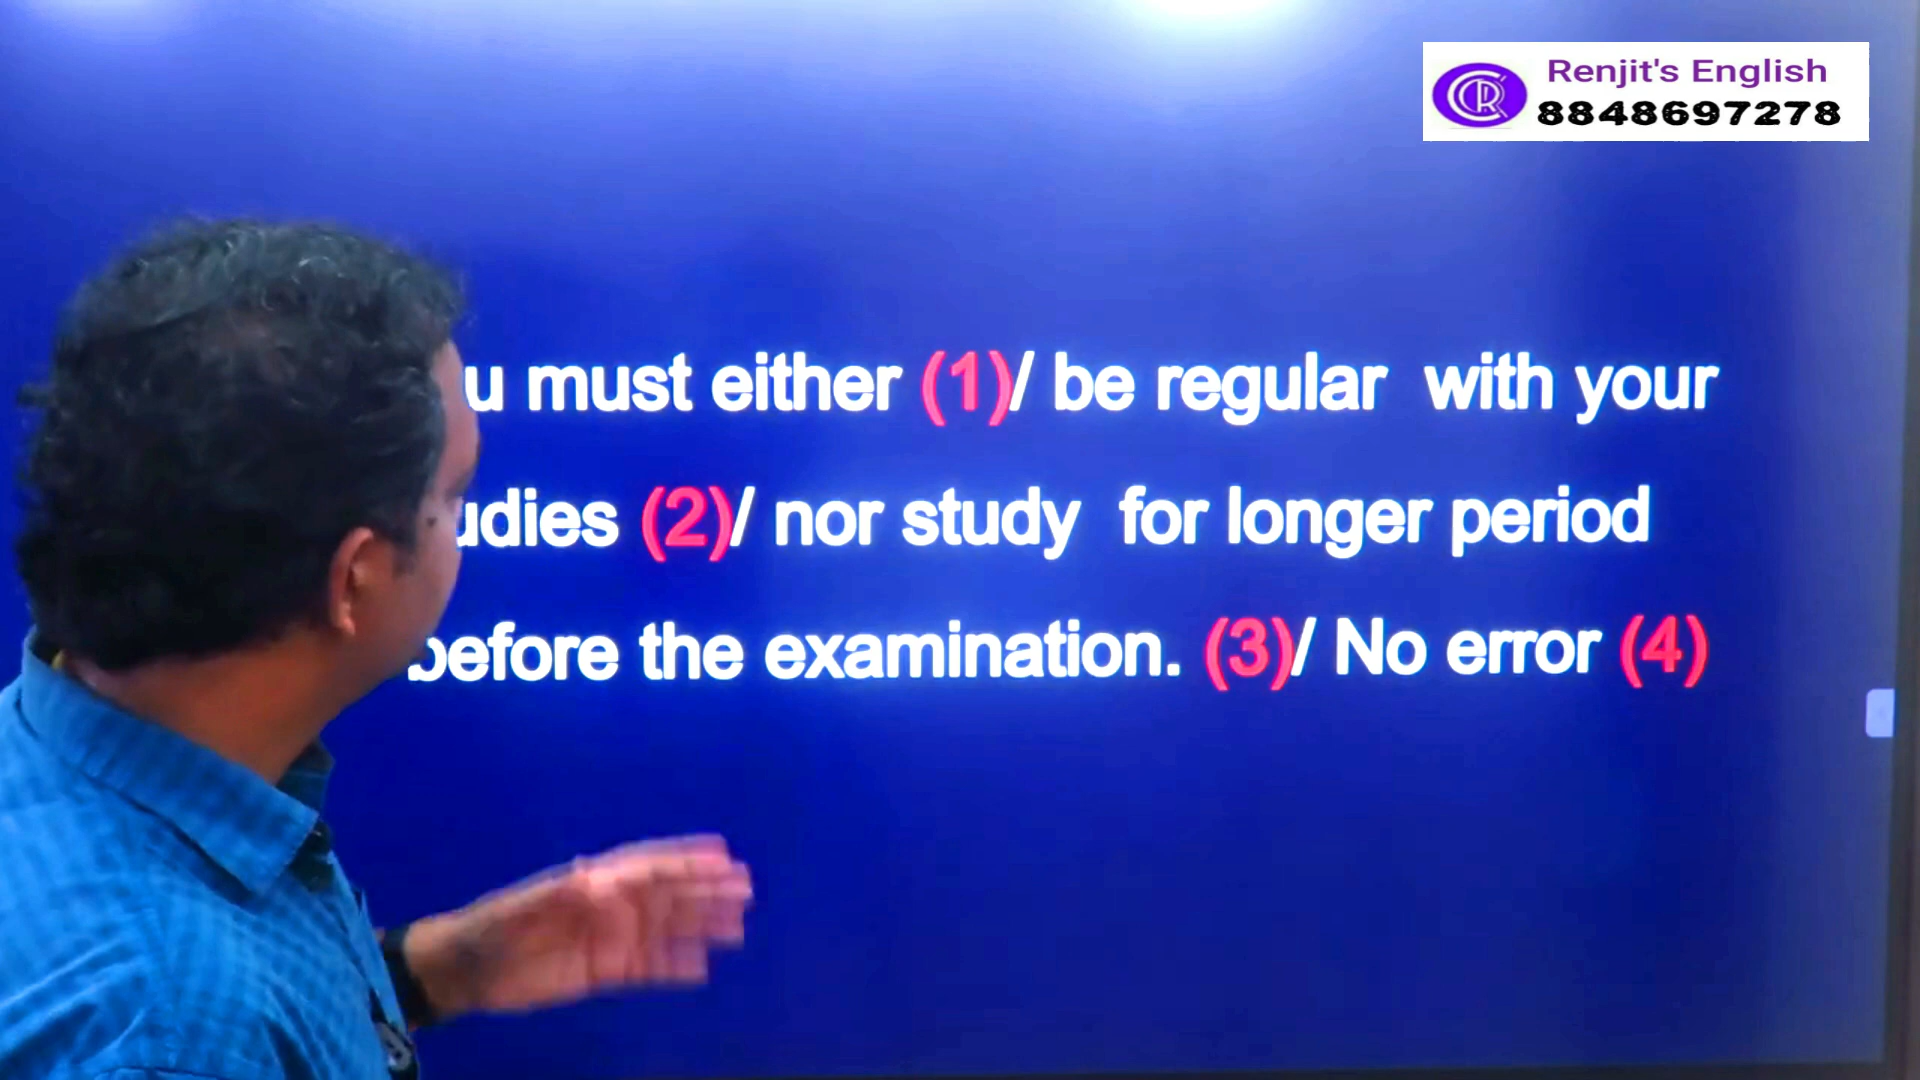 Renjit's English
8848697278
must either (1)/ be regular with your
(2)/ nor study for longer period
before the examination. (3)/ No error (4)